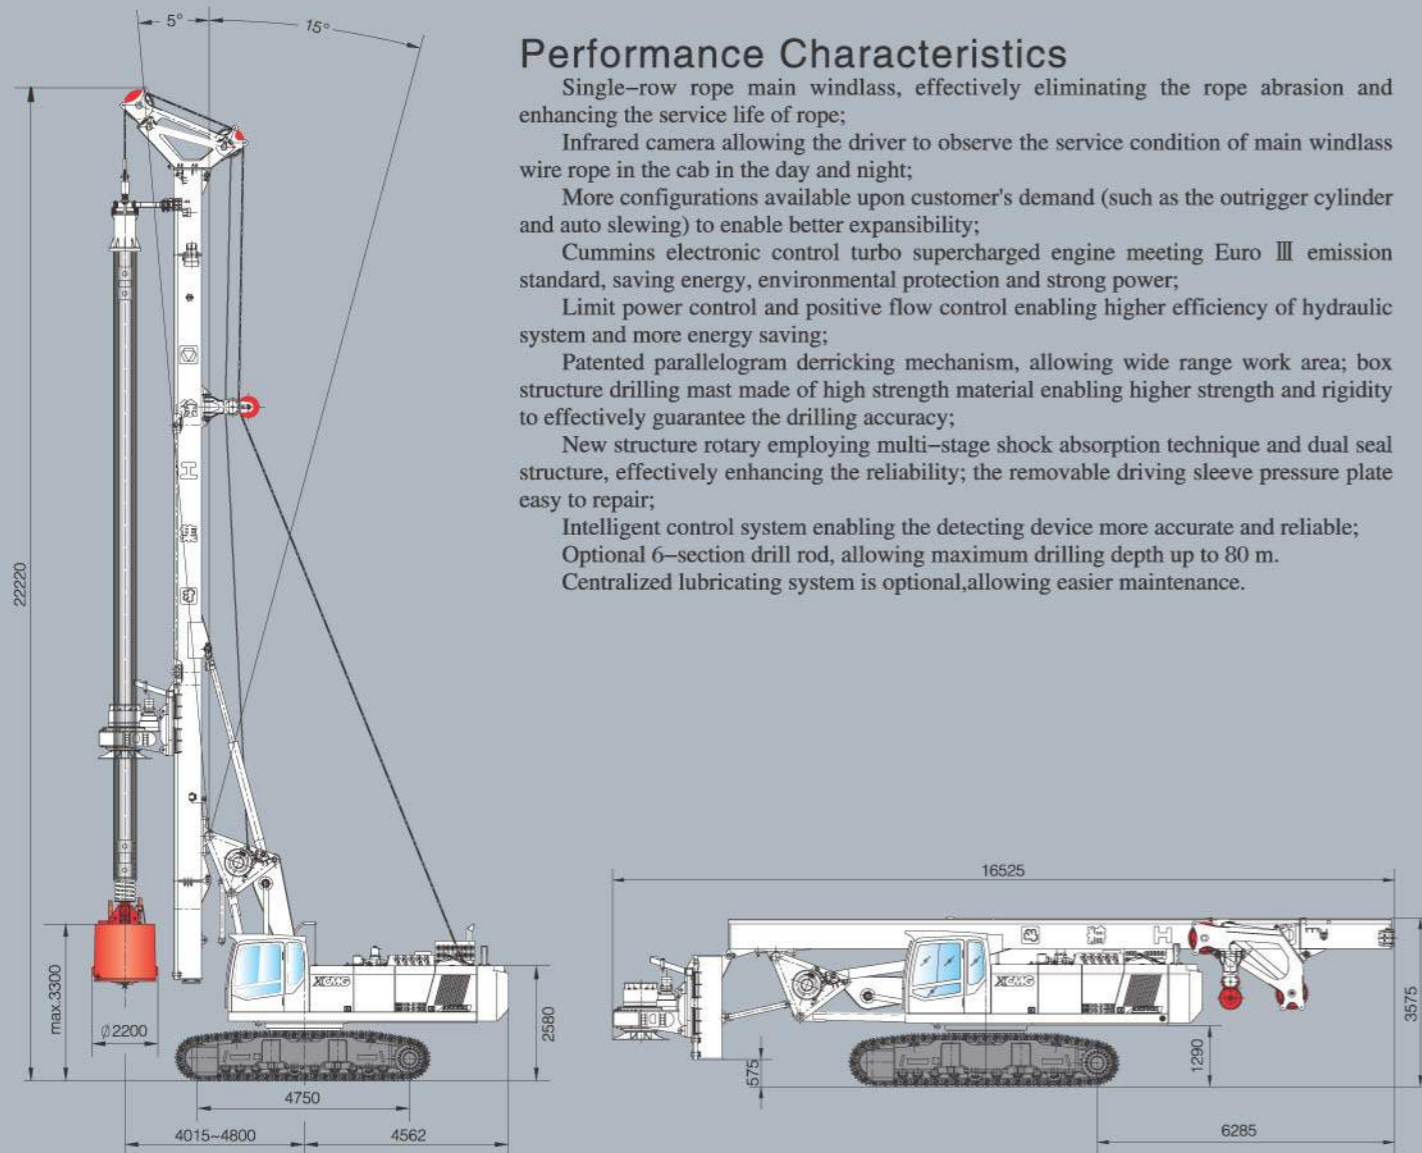 5°
15°
Performance Characteristics
Single-row rope main windlass, effectively eliminating the rope abrasion and
enhancing the service life of rope;
Infrared camera allowing the driver to observe the service condition of main windlass
wire rope in the cab in the day and night;
More configurations available upon customer's demand (such as the outrigger cylinder
and auto slewing) to enable better expansibility;
Cummins electronic control turbo supercharged engine meeting Euro Ⅲ emission
standard, saving energy, environmental protection and strong power;
Limit power control and positive flow control enabling higher efficiency of hydraulic
system and more energy saving;
Patented parallelogram derricking mechanism, allowing wide range work area; box
structure drilling mast made of high strength material enabling higher strength and rigidity
to effectively guarantee the drilling accuracy;
New structure rotary employing multi-stage shock absorption technique and dual seal
structure, effectively enhancing the reliability; the removable driving sleeve pressure plate
easy to repair;
Intelligent control system enabling the detecting device more accurate and reliable;
Optional 6-section drill rod, allowing maximum drilling depth up to 80 m.
Centralized lubricating system is optional,allowing easier maintenance.
22220
max.3300
Ø2200
XCMG
2580
4750
4015~4800
4562
16525
XCMG
3575
1290
575
6285